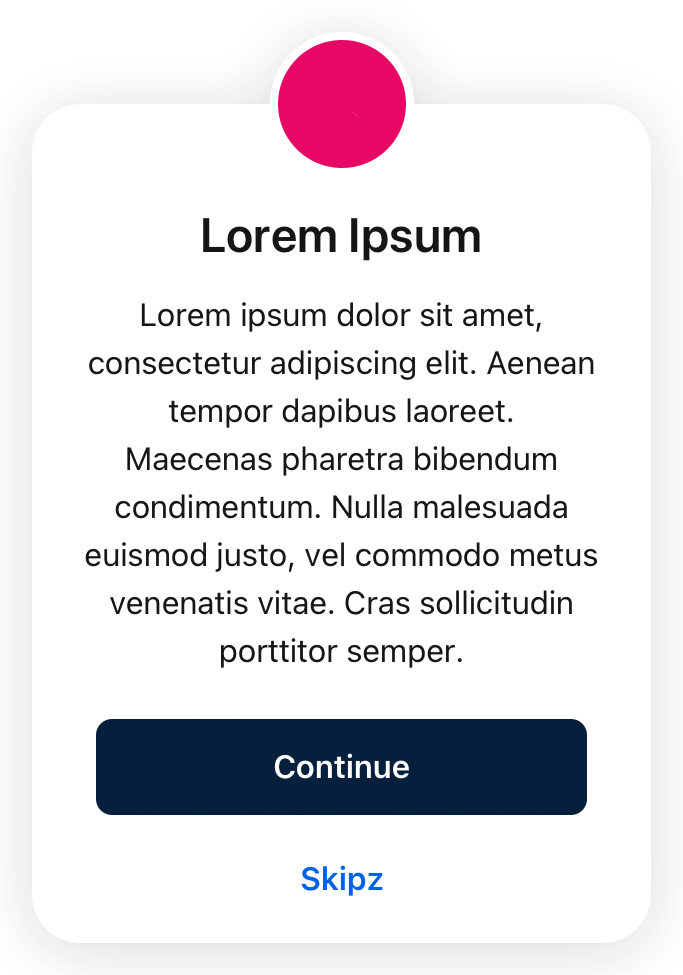 Lorem Ipsum
Lorem ipsum dolor sit amet,
consectetur adipiscing elit. Aenean
tempor dapibus laoreet.
Maecenas pharetra bibendum
condimentum. Nulla malesuada
euismod justo, vel commodo metus
venenatis vitae. Cras sollicitudin
porttitor semper.
Continue
Skipz